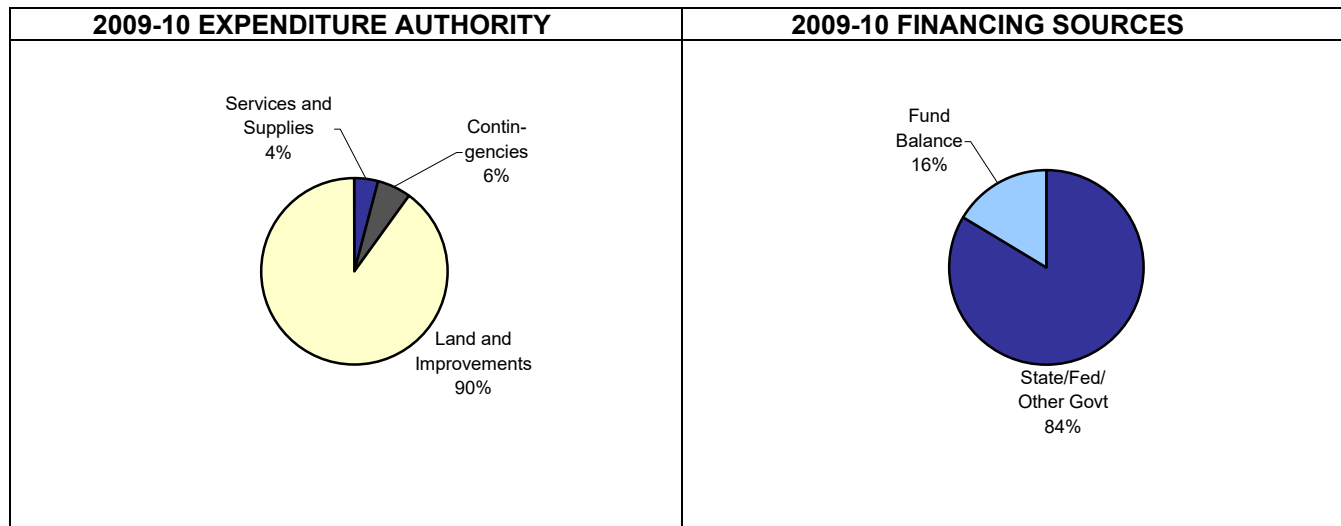 2009-10 EXPENDITURE AUTHORITY
Services and
Supplies
4%
Contin-
gencies
6%
Land and
Improvements
90%
2009-10 FINANCING SOURCES
Fund
Balance
16%
State/Fed/
Other Govt
84%